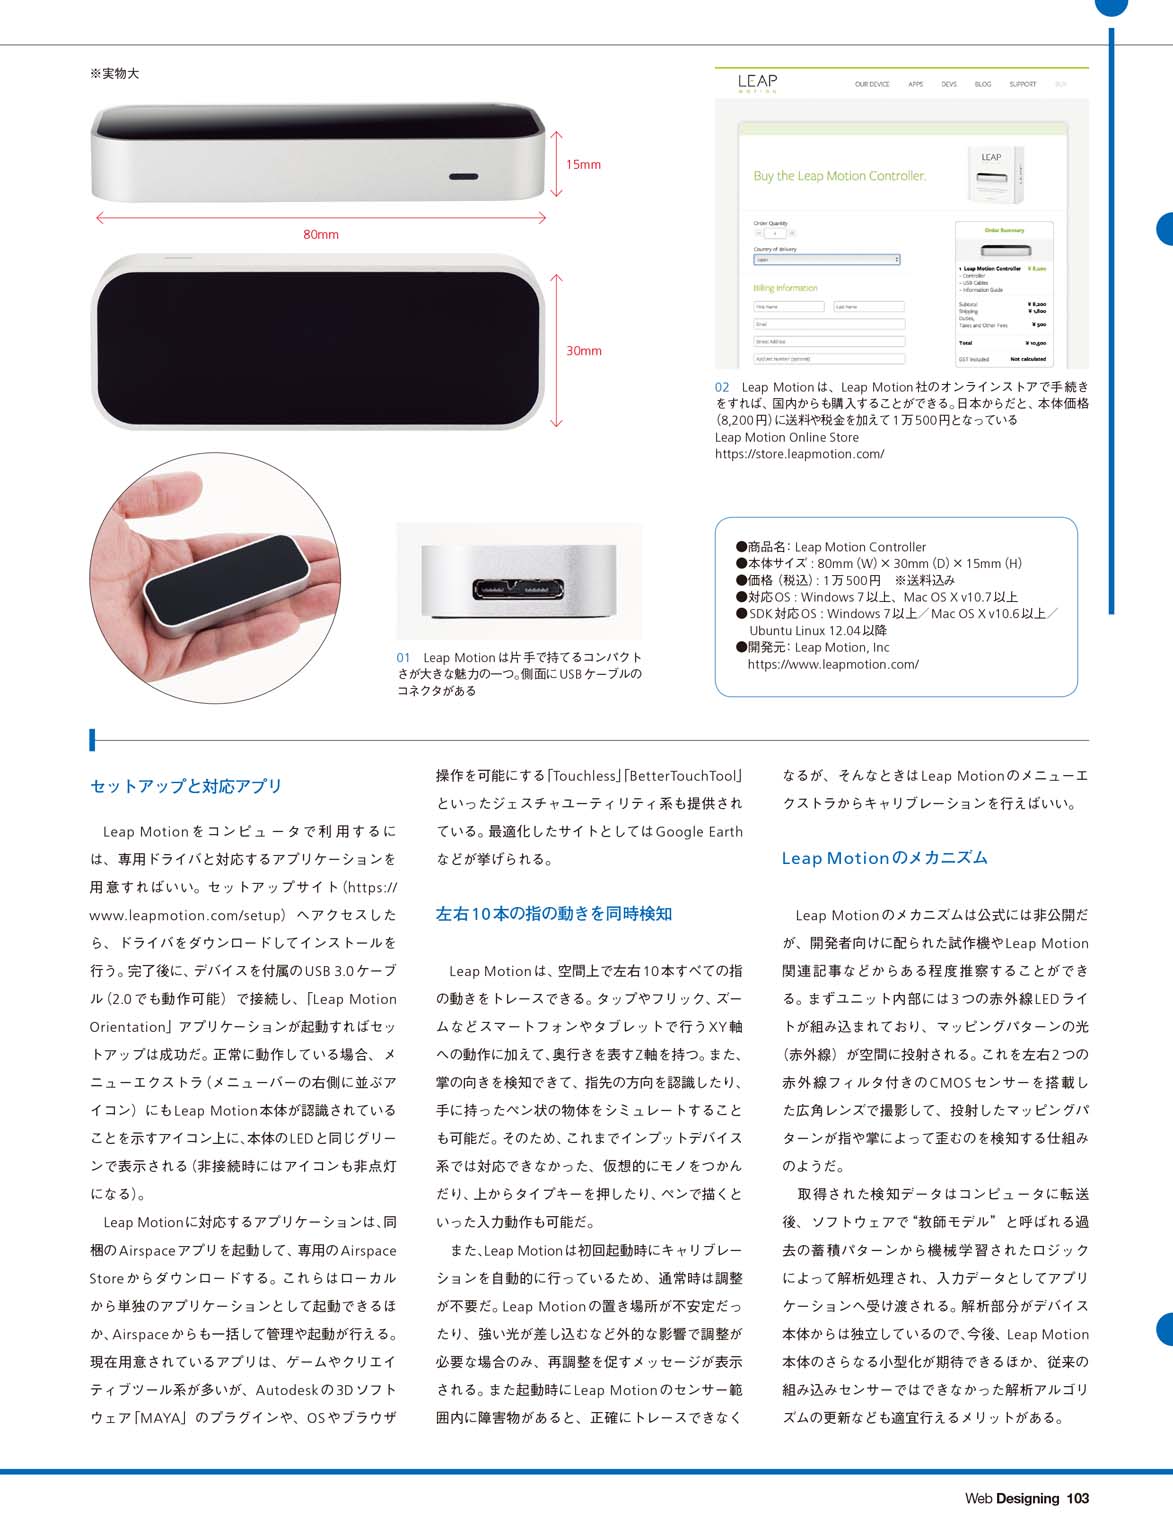 ※実物大
15mm
80mm
30mm
LEAP
MOTION
OUR DEVICE APPS DEVS BLOG SUPPORT BUY
LEAP
Buy the Leap Motion Controller.
Order Quantity
Country of delivery
Japan
Billing Information
First Name Last Name
Email
Street Address
Apt/Unit Number (optional)
Order Summary
1 Leap Motion Controller ¥ 8,200
- Controller
- USB Cables
- Information Guide
Subtotal ¥ 8,200
Shipping ¥ 1,800
Duties,
Taxes and Other Fees ¥ 500
Total ¥ 10,500
GST Included Not calculated
02 Leap Motionは、Leap Motion社のオンラインストアで手続き
をすれば、国内からも購入することができる。日本からだと、本体価格
（8,200円）に送料や税金を加えて1万500円となっている
Leap Motion Online Store
https://store.leapmotion.com/
01 Leap Motionは片手で持てるコンパクト
さが大きな魅力の一つ。側面にUSBケーブルの
コネクタがある
●商品名：Leap Motion Controller
●本体サイズ：80mm（W）×30mm（D）×15mm（H）
●価格（税込）：1万500円 ※送料込み
●対応OS：Windows 7以上、Mac OS X v10.7以上
●SDK対応OS：Windows 7以上／Mac OS X v10.6以上／
Ubuntu Linux 12.04以降
●開発元：Leap Motion, Inc
https://www.leapmotion.com/
セットアップと対応アプリ
Leap Motionをコンピュータで利用するに
は、専用ドライバと対応するアプリケーションを
用意すればいい。セットアップサイト（https://
www.leapmotion.com/setup）へアクセスした
ら、ドライバをダウンロードしてインストールを
行う。完了後に、デバイスを付属のUSB 3.0ケーブ
ル（2.0でも動作可能）で接続し、「Leap Motion
Orientation」アプリケーションが起動すればセッ
トアップは成功だ。正常に動作している場合、メ
ニューエクストラ（メニューバーの右側に並ぶア
イコン）にもLeap Motion本体が認識されている
ことを示すアイコン上に、本体のLEDと同じグリー
ンで表示される（非接続時にはアイコンも非点灯
になる）。
Leap Motionに対応するアプリケーションは、同
梱のAirspaceアプリを起動して、専用のAirspace
Storeからダウンロードする。これらはローカル
から単独のアプリケーションとして起動できるほ
か、Airspaceからも一括して管理や起動が行える。
現在用意されているアプリは、ゲームやクリエイ
ティブツール系が多いが、Autodeskの3Dソフト
ウェア「MAYA」のプラグインや、OSやブラウザ
操作を可能にする「Touchless」「BetterTouchTool」
といったジェスチャユーティリティ系も提供され
ている。最適化したサイトとしてはGoogle Earth
などが挙げられる。
左右10本の指の動きを同時検知
Leap Motionは、空間上で左右10本すべての指
の動きをトレースできる。タップやフリック、ズー
ムなどスマートフォンやタブレットで行うXY軸
への動作に加えて、奥行きを表すZ軸を持つ。また、
掌の向きを検知できて、指先の方向を認識したり、
手に持ったペン状の物体をシミュレートすること
も可能だ。そのため、これまでインプットデバイス
系では対応できなかった、仮想的にモノをつかん
だり、上からタイプキーを押したり、ペンで描くと
いった入力動作も可能だ。
また、Leap Motionは初回起動時にキャリブレー
ションを自動的に行っているため、通常時は調整
が不要だ。Leap Motionの置き場所が不安定だっ
たり、強い光が差し込むなど外的な影響で調整が
必要な場合のみ、再調整を促すメッセージが表示
される。また起動時にLeap Motionのセンサー範
囲内に障害物があると、正確にトレースできなく
なるが、そんなときはLeap Motionのメニューエ
クストラからキャリブレーションを行えばいい。
Leap Motionのメカニズム
Leap Motionのメカニズムは公式には非公開だ
が、開発者向けに配られた試作機やLeap Motion
関連記事などからある程度推察することができ
る。まずユニット内部には3つの赤外線LEDライ
トが組み込まれており、マッピングパターンの光
（赤外線）が空間に投射される。これを左右2つの
赤外線フィルタ付きのCMOSセンサーを搭載し
た広角レンズで撮影して、投射したマッピングパ
ターンが指や掌によって歪むのを検知する仕組み
のようだ。
取得された検知データはコンピュータに転送
後、ソフトウェアで“教師モデル”と呼ばれる過
去の蓄積パターンから機械学習されたロジック
によって解析処理され、入力データとしてアプリ
ケーションへ受け渡される。解析部分がデバイス
本体からは独立しているので、今後、Leap Motion
本体のさらなる小型化が期待できるほか、従来の
組み込みセンサーではできなかった解析アルゴリ
ズムの更新なども適宜行えるメリットがある。
Web Designing 103